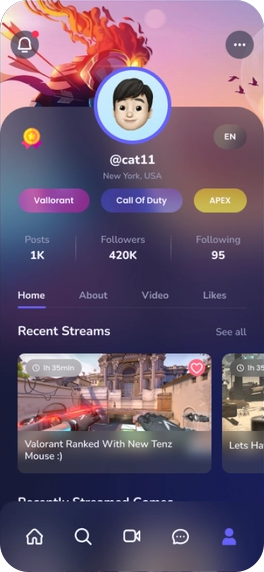 EN
@cat11
New York, USA
Vallorant
Call Of Duty
APEX
Posts
Followers
Following
1K
420K
95
Home
About
Video
Likes
Recent Streams
See all
1h 35min
1h 35
Valorant Ranked With New Tenz
Mouse :)
Lets Ha
Recently Streamed Games